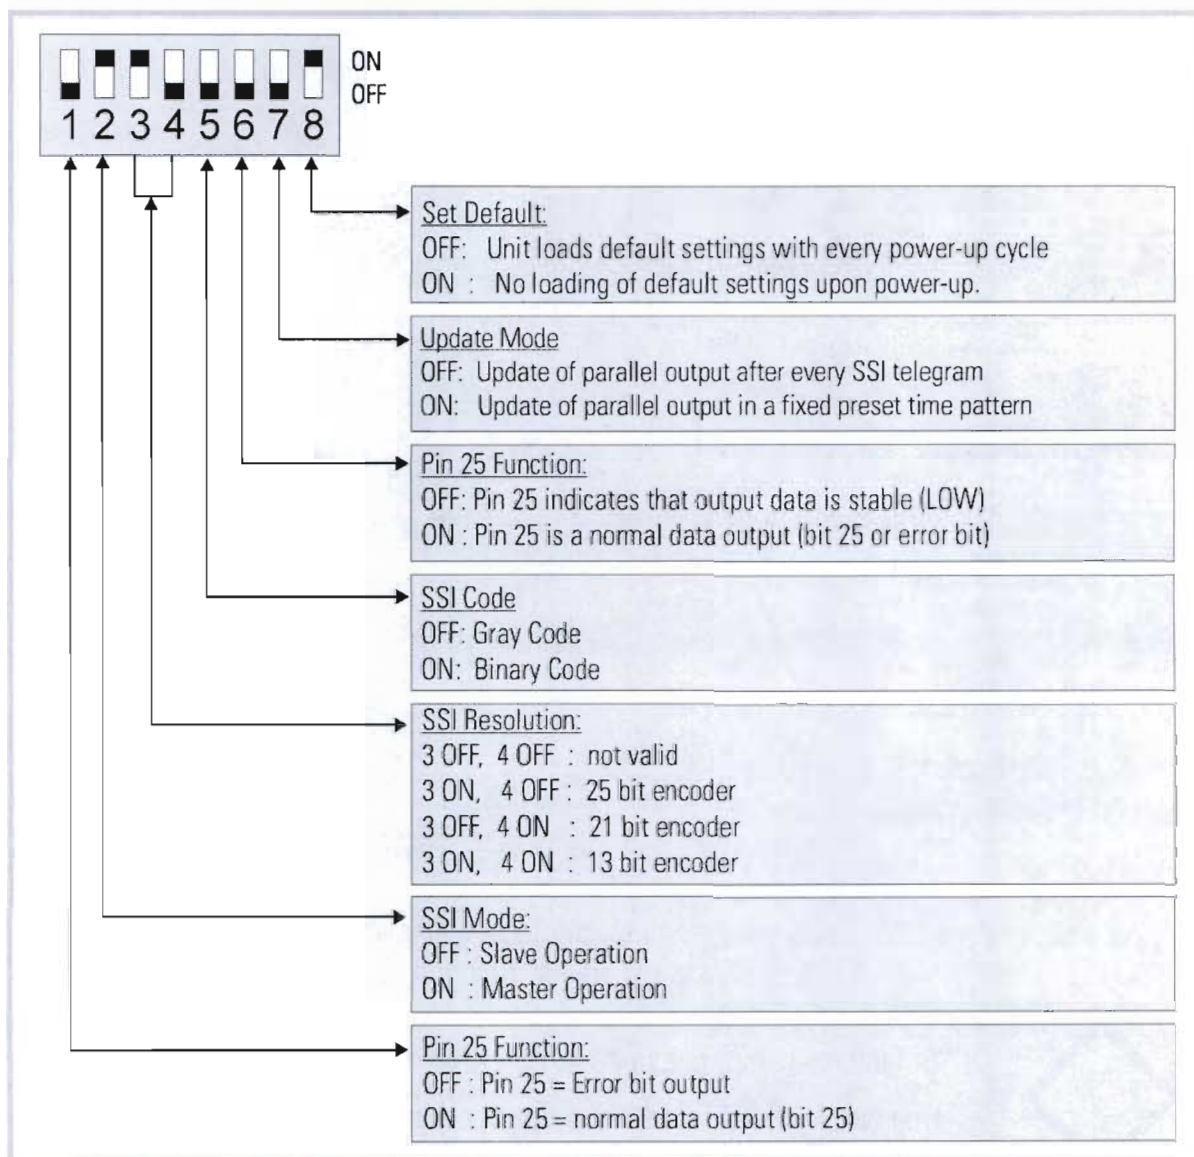 ON
OFF
1 2 3 4 5 6 7 8
Set Default:
OFF: Unit loads default settings with every power-up cycle
ON : No loading of default settings upon power-up.
Update Mode
OFF: Update of parallel output after every SSI telegram
ON: Update of parallel output in a fixed preset time pattern
Pin 25 Function:
OFF: Pin 25 indicates that output data is stable (LOW)
ON : Pin 25 is a normal data output (bit 25 or error bit)
SSI Code
OFF: Gray Code
ON: Binary Code
SSI Resolution:
3 OFF, 4 OFF : not valid
3 ON, 4 OFF : 25 bit encoder
3 OFF, 4 ON : 21 bit encoder
3 ON, 4 ON : 13 bit encoder
SSI Mode:
OFF : Slave Operation
ON : Master Operation
Pin 25 Function:
OFF : Pin 25 = Error bit output
ON : Pin 25 = normal data output (bit 25)